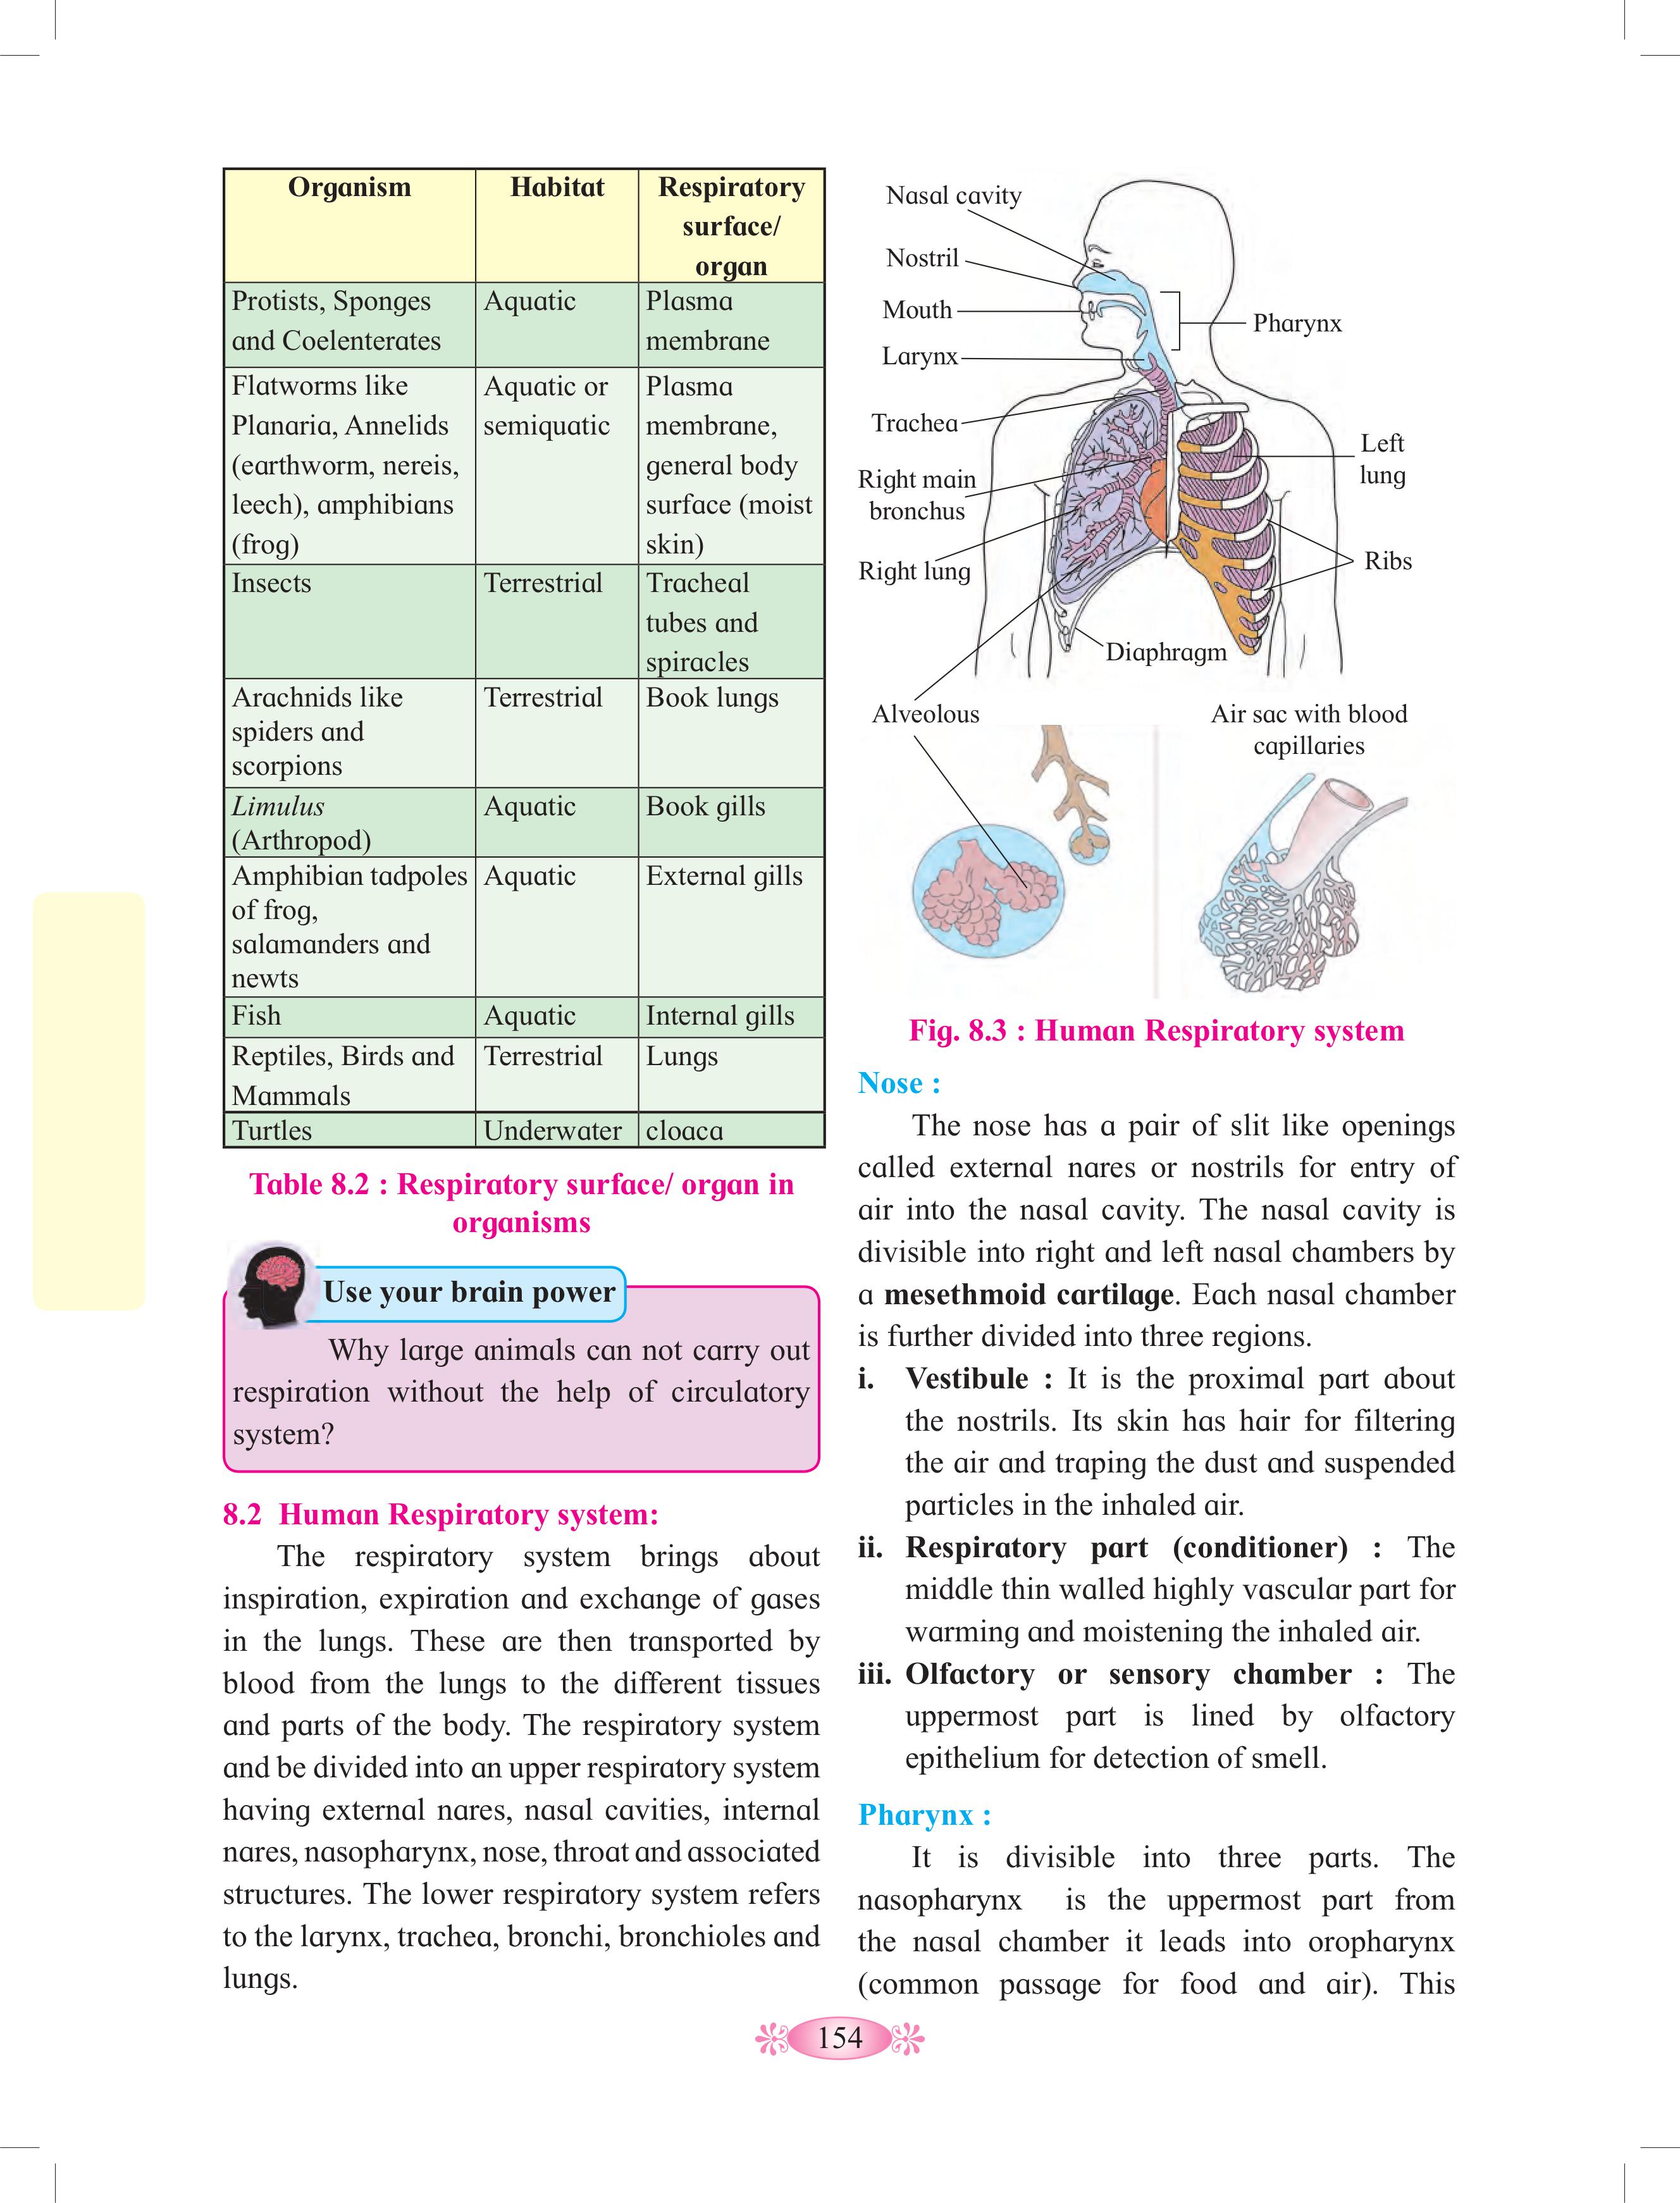 Organism Habitat Respiratory
surface/
organ
Protists, Sponges Aquatic Plasma
and Coelenterates membrane
Flatworms like Aquatic or Plasma
Planaria, Annelids semiquatic membrane,
(earthworm, nereis, general body
leech), amphibians surface (moist
(frog) skin)
Insects Terrestrial Tracheal
tubes and
spiracles
Arachnids like Terrestrial Book lungs
spiders and
scorpions
Limulus Aquatic Book gills
(Arthropod)
Amphibian tadpoles Aquatic External gills
of frog,
salamanders and
newts
Fish Aquatic Internal gills
Reptiles, Birds and Terrestrial Lungs
Mammals
Turtles Underwater cloaca
Table 8.2 : Respiratory surface/ organ in
organisms
Use your brain power
Why large animals can not carry out
respiration without the help of circulatory
system?
8.2 Human Respiratory system:
The respiratory system brings about
inspiration, expiration and exchange of gases
in the lungs. These are then transported by
blood from the lungs to the different tissues
and parts of the body. The respiratory system
and be divided into an upper respiratory system
having external nares, nasal cavities, internal
nares, nasopharynx, nose, throat and associated
structures. The lower respiratory system refers
to the larynx, trachea, bronchi, bronchioles and
lungs.
Nasal cavity
Nostril
Mouth
Pharynx
Larynx
Trachea
Left
lung
Right main
bronchus
Ribs
Right lung
Diaphragm
Alveolous
Air sac with blood
capillaries
Fig. 8.3 : Human Respiratory system
Nose :
The nose has a pair of slit like openings
called external nares or nostrils for entry of
air into the nasal cavity. The nasal cavity is
divisible into right and left nasal chambers by
a mesethmoid cartilage. Each nasal chamber
is further divided into three regions.
i. Vestibule : It is the proximal part about
the nostrils. Its skin has hair for filtering
the air and traping the dust and suspended
particles in the inhaled air.
ii. Respiratory part (conditioner) : The
middle thin walled highly vascular part for
warming and moistening the inhaled air.
iii. Olfactory or sensory chamber : The
uppermost part is lined by olfactory
epithelium for detection of smell.
Pharynx :
It is divisible into three parts. The
nasopharynx is the uppermost part from
the nasal chamber it leads into oropharynx
(common passage for food and air). This
154